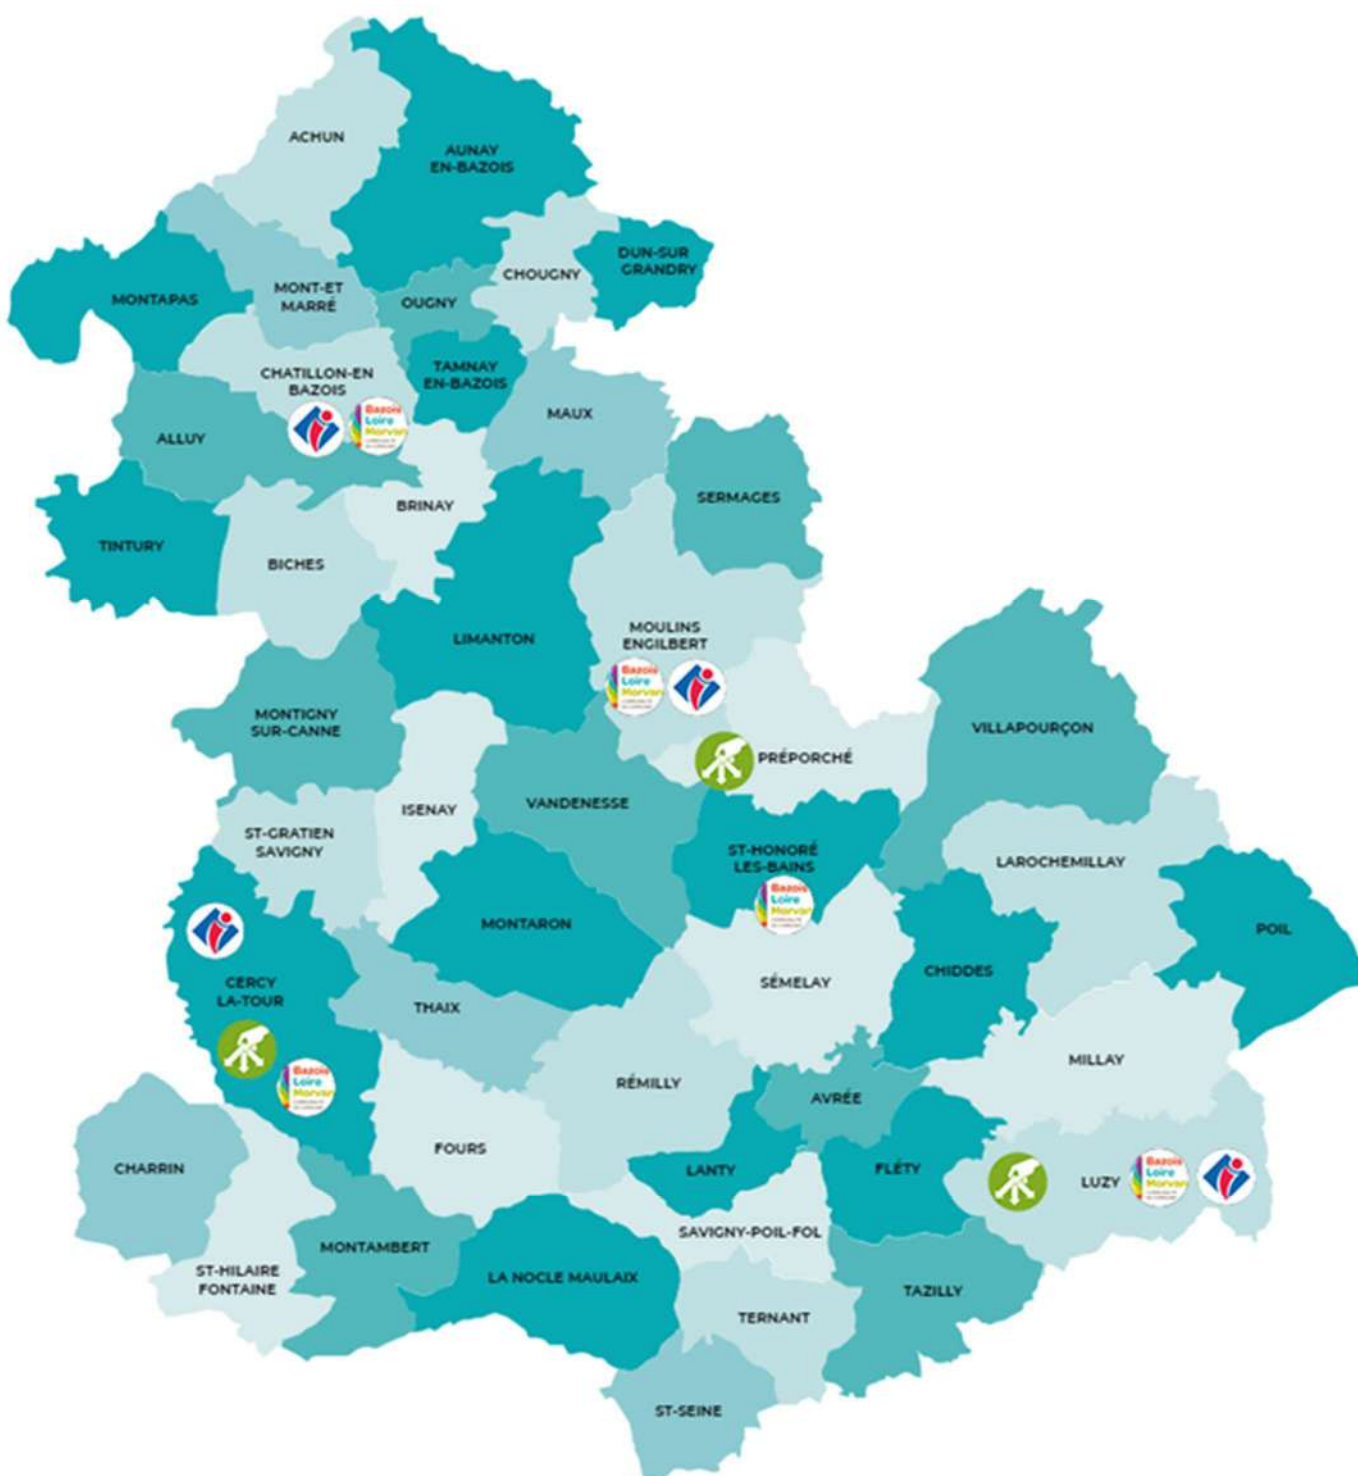 ACHUN
AUNAY
EN-BAZOIS
DUN-SUR
GRANDRY
CHOUGNY
MONT-ET
MARRÉ
MONTAPAS
OUGNY
CHATILLON-EN
BAZOIS
TAMNAY
EN-BAZOIS
Bazois
Loire
Morvan
MAUX
ALLUY
SERMAGES
BRINAY
TINTURY
BICHES
LIMANTON
MOULINS
ENGILBERT
Bazois
Loire
Morvan
MONTIGNY
SUR-CANNE
VILLAPOURÇON
PRÉPORCHÉ
ISENAY
VANDENESSE
ST-GRATIEN
SAVIGNY
ST-HONORÉ
LES-BAINS
Bazois
Loire
Morvan
LAROCHEMILLAY
MONTARON
POIL
CHIDDES
SÉMELAY
CERCY
LA-TOUR
THAIX
Bazois
Loire
Morvan
MILLAY
RÉMILLY
AVRÉE
FOURS
CHARRIN
LANTY
FLÉTY
LUZY
Bazois
Loire
Morvan
SAVIGNY-POIL-FOL
MONTAMBERT
ST-HILAIRE
FONTAINE
LA NOCLE MAULAIX
TAZILLY
TERNANT
ST-SEINE